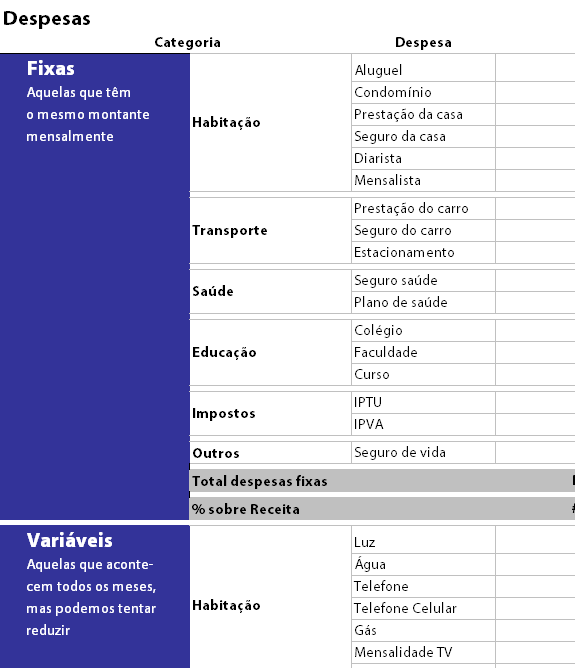 Despesas
Categoria Despesa
Fixas
Aquelas que têm
o mesmo montante
mensalmente
Habitação
Aluguel
Condomínio
Prestação da casa
Seguro da casa
Diarista
Mensalista
Transporte
Prestação do carro
Seguro do carro
Estacionamento
Saúde
Seguro saúde
Plano de saúde
Educação
Colégio
Faculdade
Curso
Impostos
IPTU
IPVA
Outros
Seguro de vida
Total despesas fixas
% sobre Receita
Variáveis
Aquelas que aconte-
cem todos os meses,
mas podemos tentar
reduzir
Habitação
Luz
Água
Telefone
Telefone Celular
Gás
Mensalidade TV